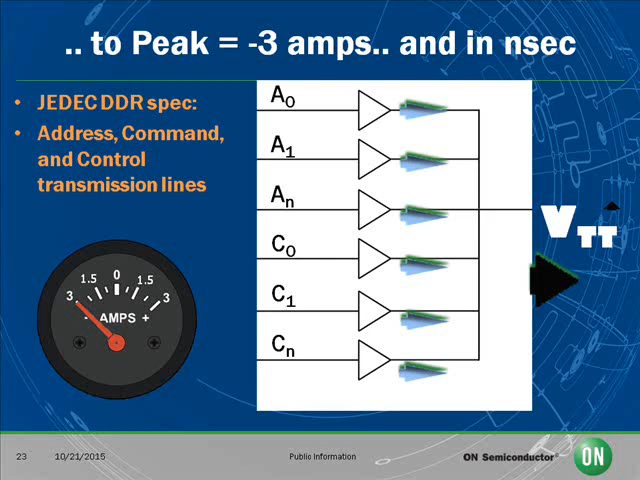 .. to Peak = -3 amps.. and in nsec
• JEDEC DDR spec:
• Address, Command,
and Control
transmission lines
A0
A1
An
C0
C1
Cn
VTT
3 1.5 0 1.5 3
- AMPS +
23 10/21/2015 Public Information ON Semiconductor® ON